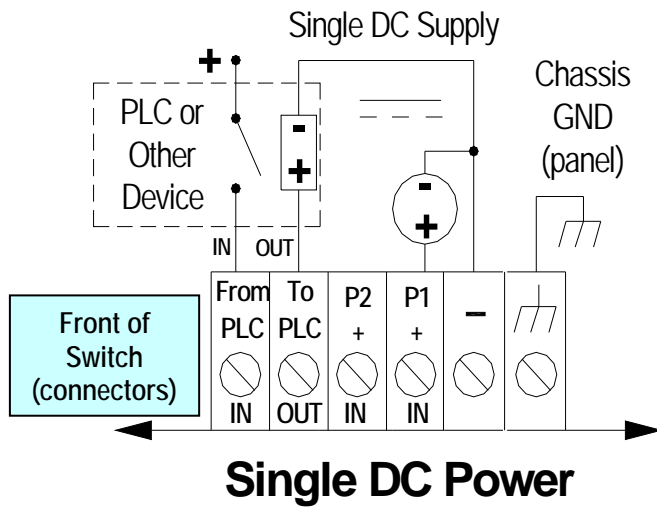 Single DC Supply
+
PLC or
Other
Device
-
+
-
+
Chassis
GND
(panel)
IN OUT
Front of
Switch
(connectors)
From
PLC
IN
To
PLC
OUT
P2
+
IN
P1
+
IN
-
Single DC Power